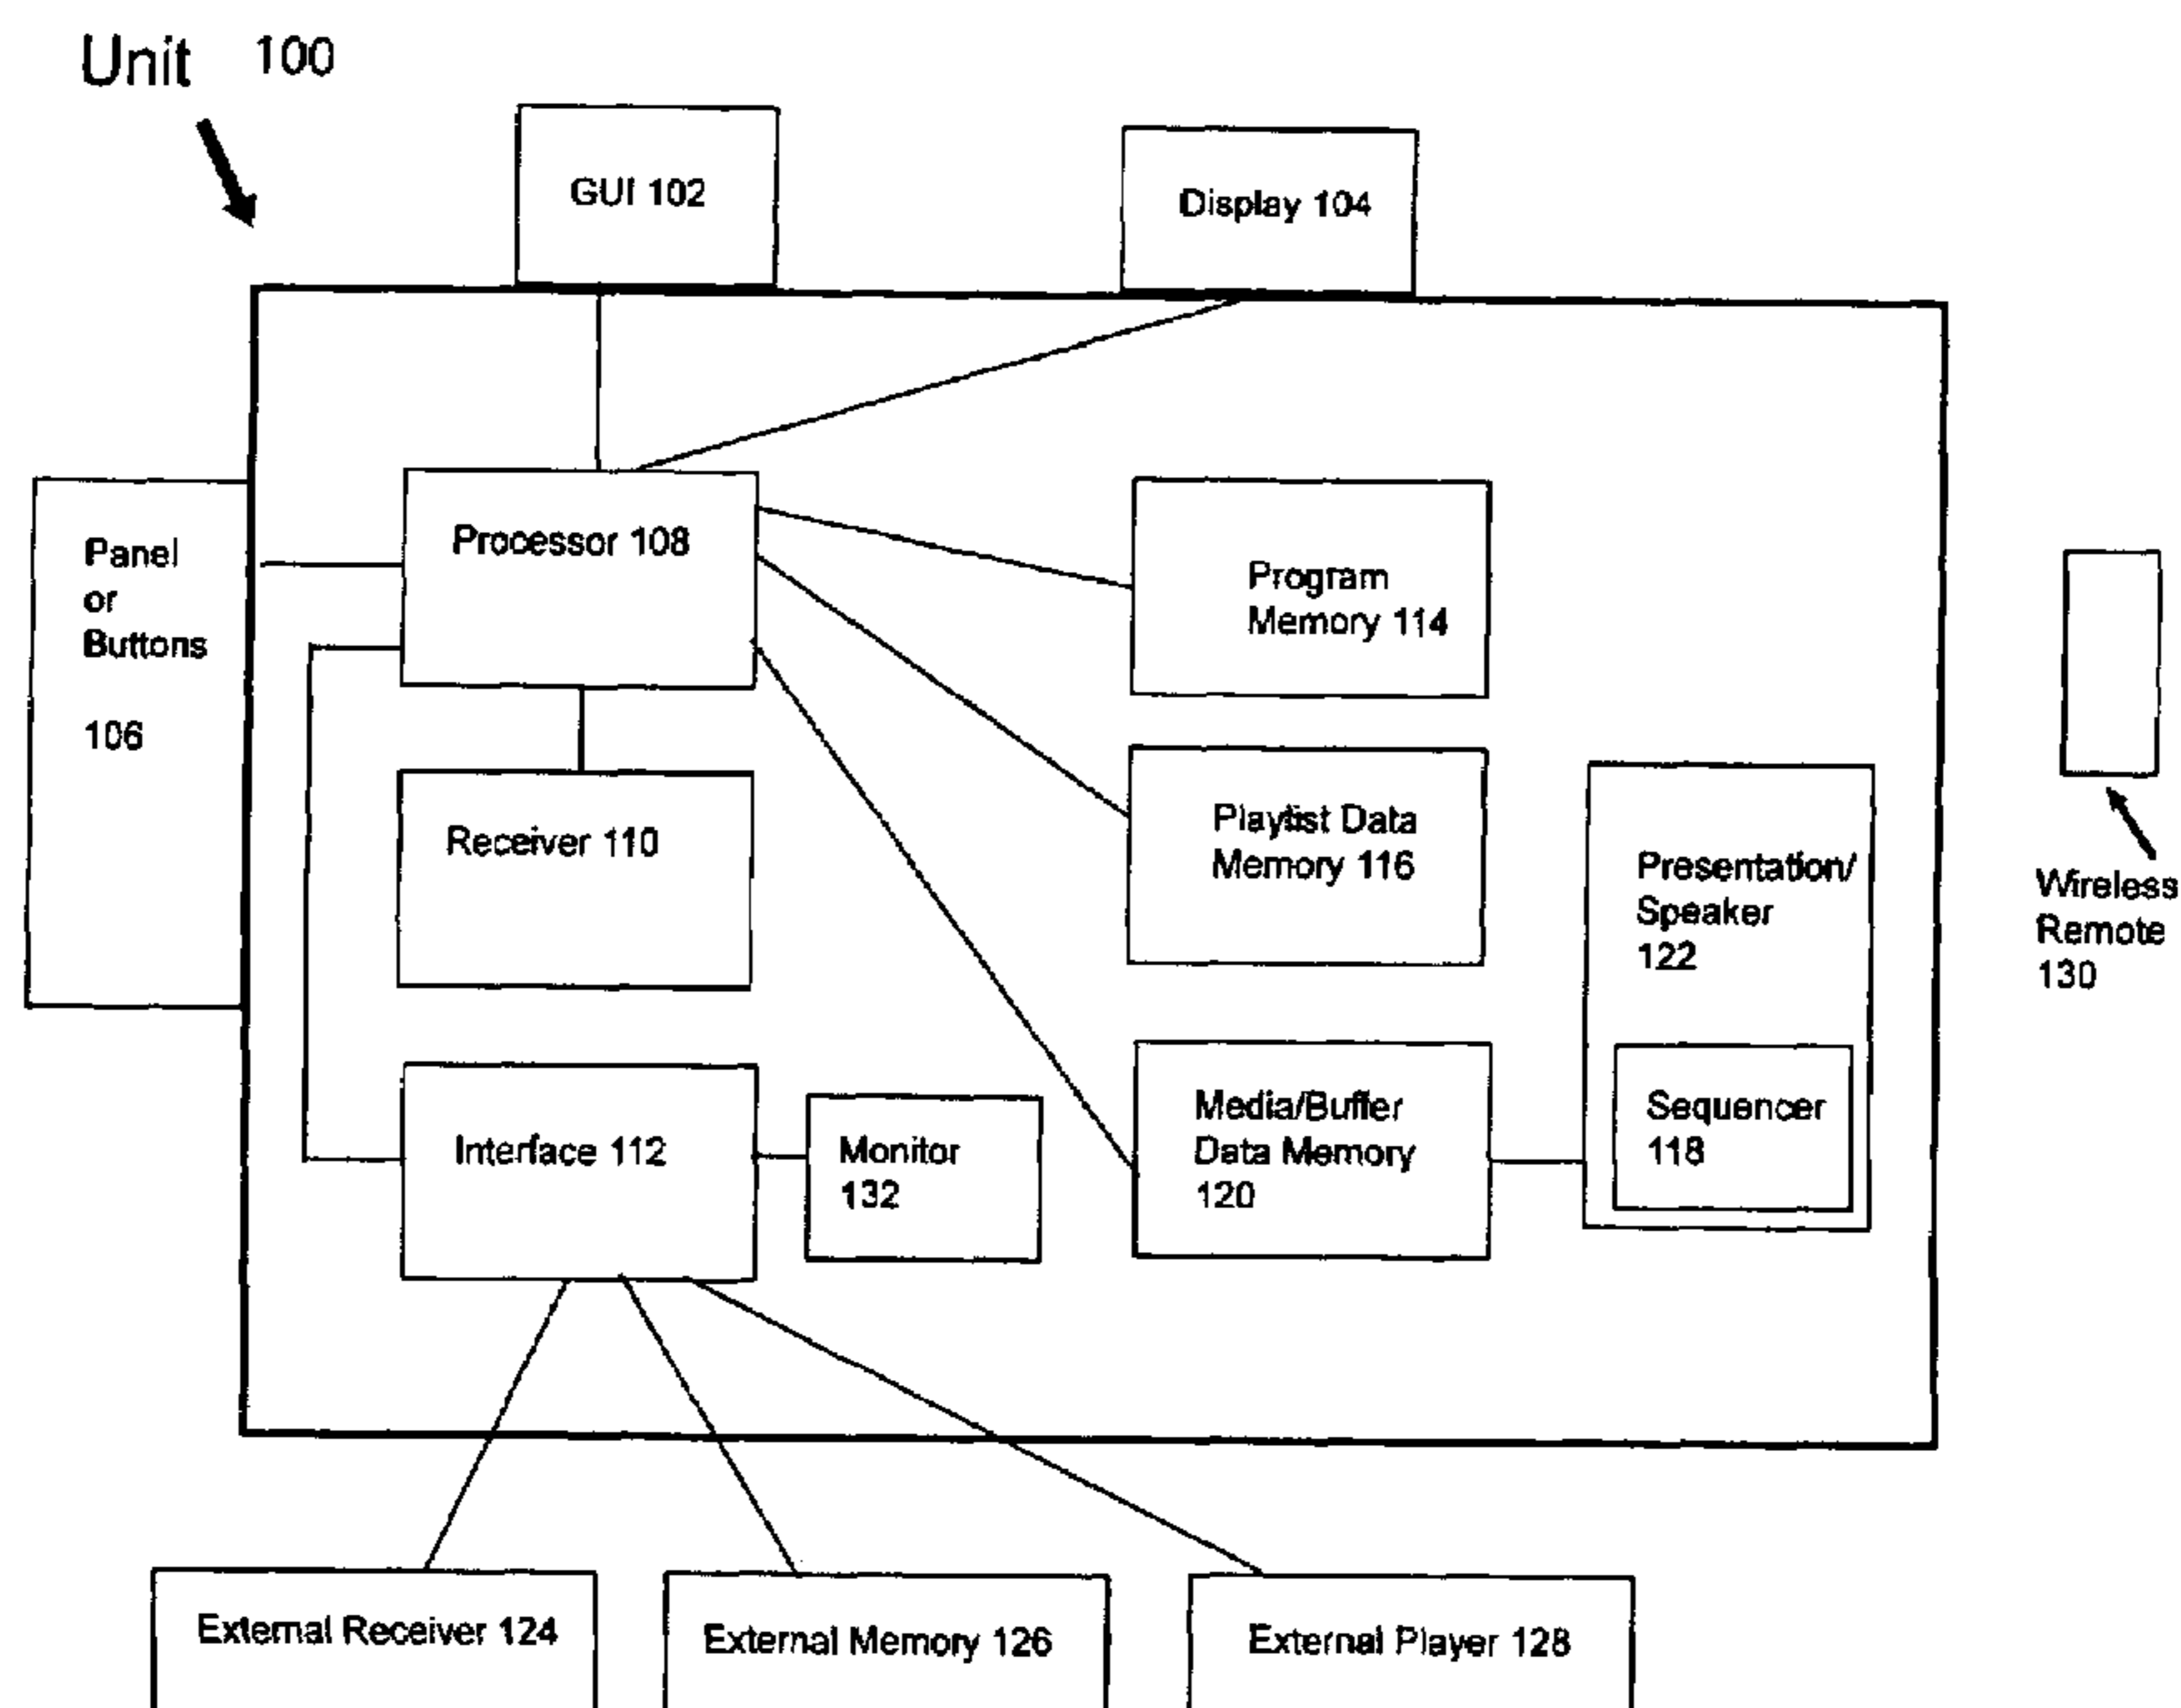 Unit 100
GUI 102
Display 104
Panel
or
Buttons
106
Processor 108
Program
Memory 114
Receiver 110
Playlist Data
Memory 116
Presentation/
Speaker
122
Wireless
Remote
130
Interface 112
Monitor
132
Media/Buffer
Data Memory
120
Sequencer
118
External Receiver 124
External Memory 126
External Player 128